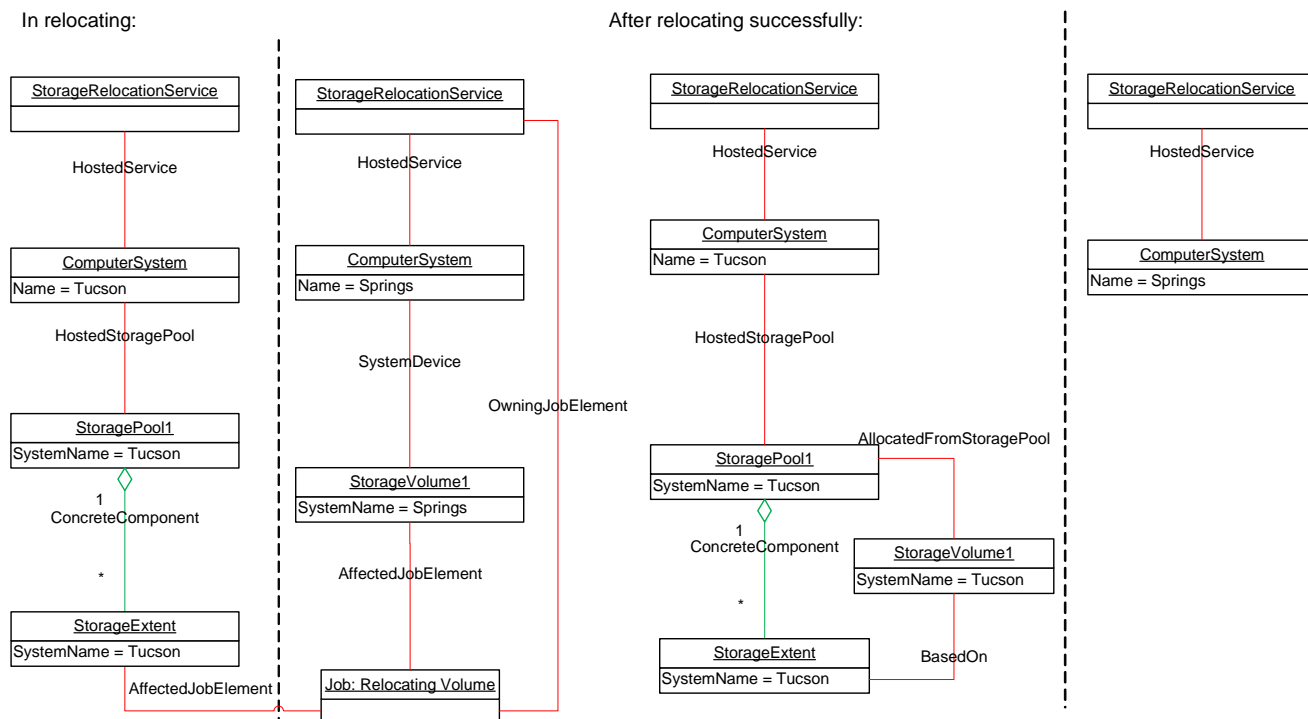 In relocating:
StorageRelocationService
HostedService
ComputerSystem
Name = Tucson
HostedStoragePool
StoragePool1
SystemName = Tucson
1
ConcreteComponent
*
StorageExtent
SystemName = Tucson
AffectedJobElement
StorageRelocationService
HostedService
ComputerSystem
Name = Springs
SystemDevice
OwningJobElement
StorageVolume1
SystemName = Springs
AffectedJobElement
Job: Relocating Volume
After relocating successfully:
StorageRelocationService
HostedService
ComputerSystem
Name = Tucson
HostedStoragePool
AllocatedFromStoragePool
StoragePool1
SystemName = Tucson
1
ConcreteComponent
StorageVolume1
SystemName = Tucson
*
StorageExtent
SystemName = Tucson
BasedOn
StorageRelocationService
HostedService
ComputerSystem
Name = Springs